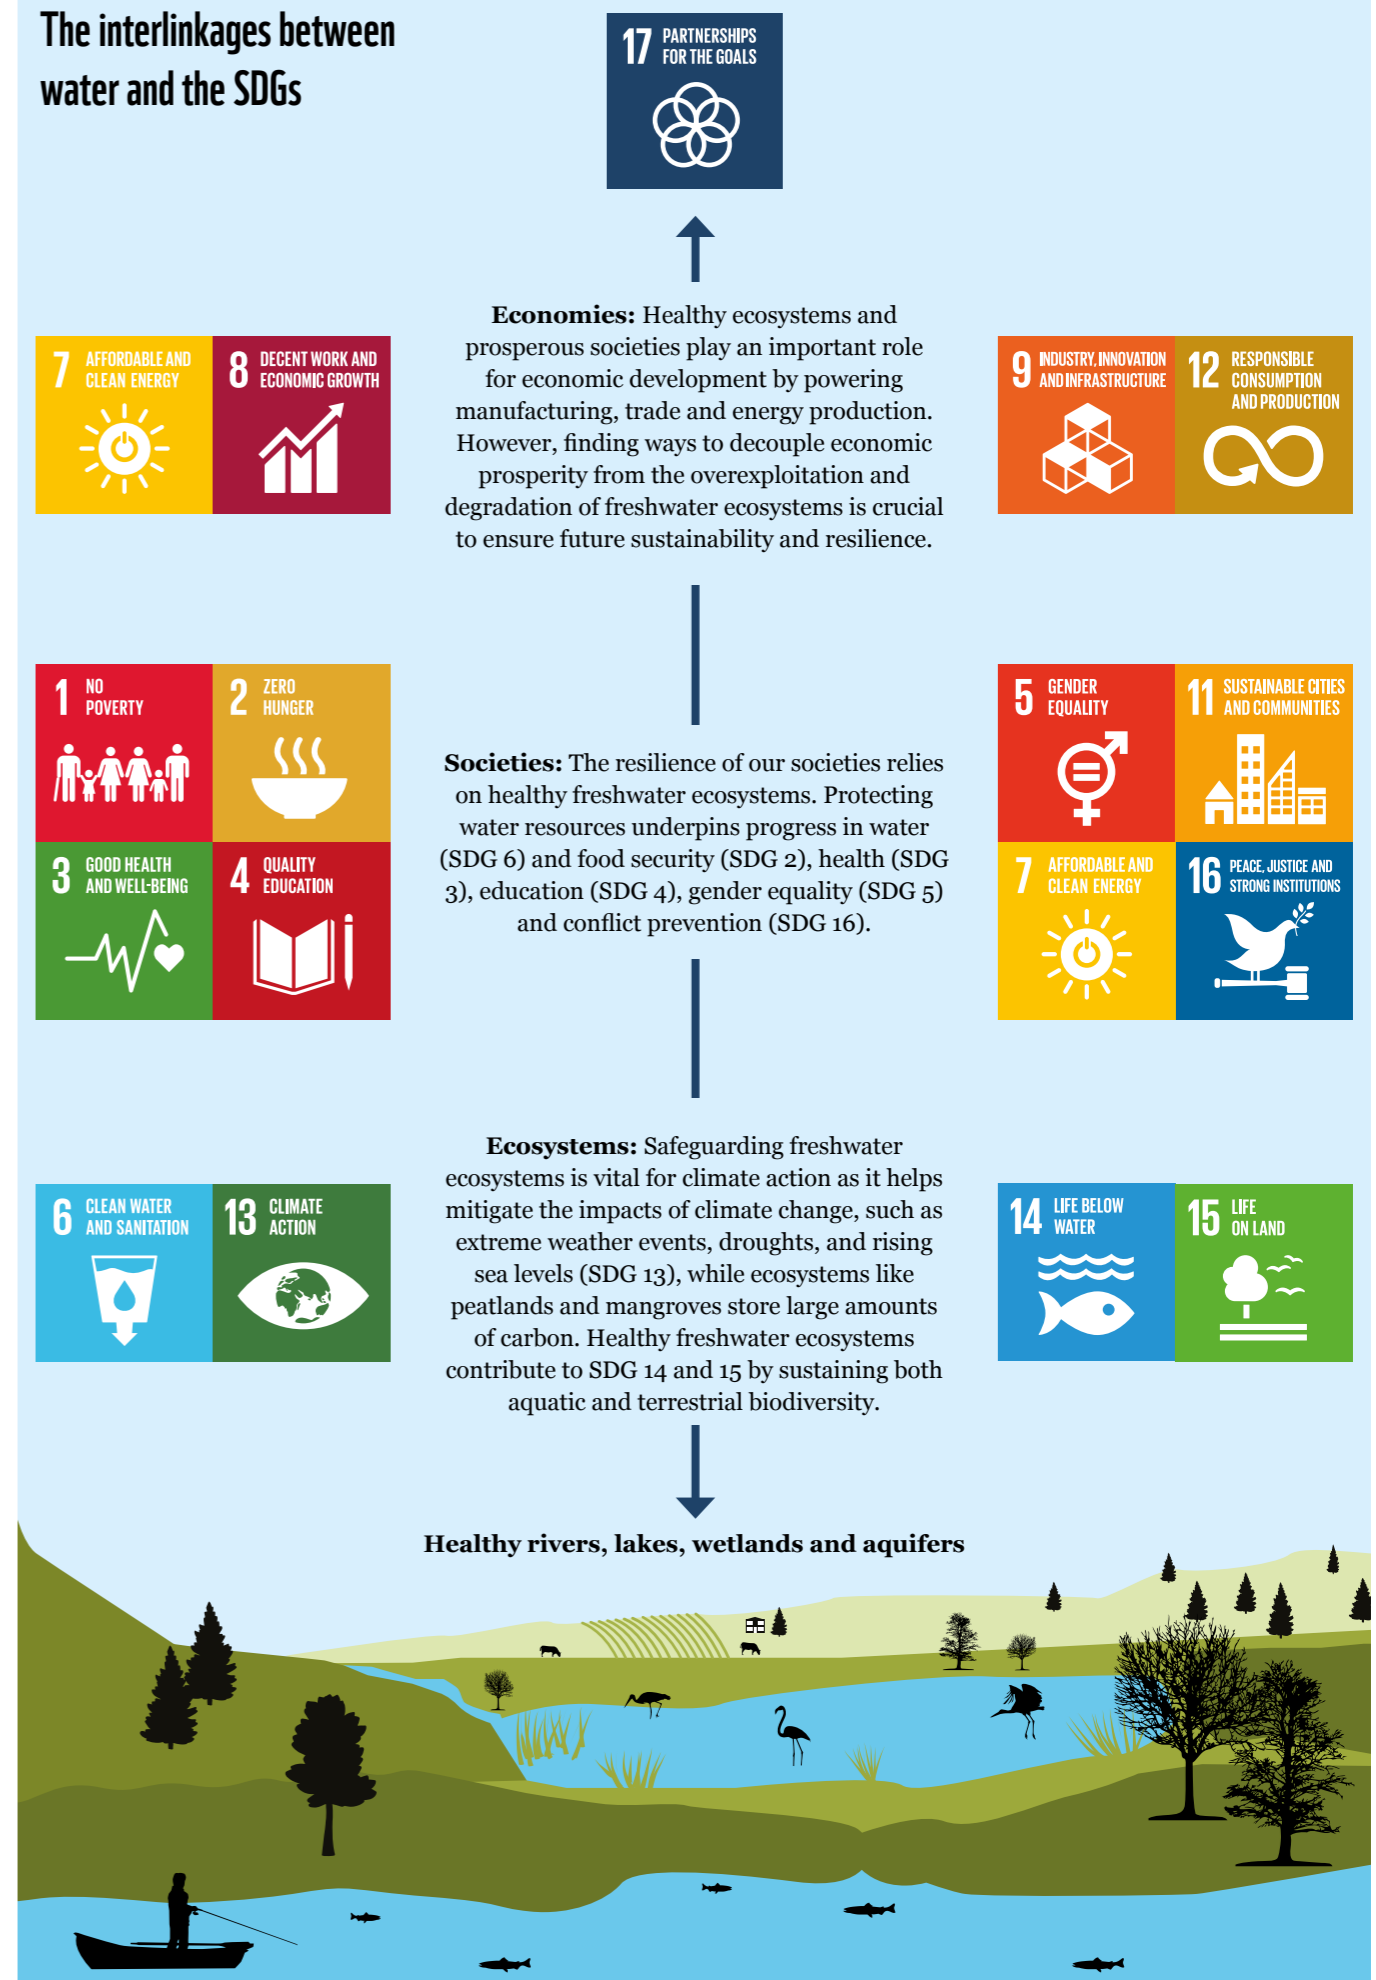 The interlinkages between
water and the SDGs
17 PARTNERSHIPS
FOR THE GOALS
Economies: Healthy ecosystems and
prosperous societies play an important role
for economic development by powering
manufacturing, trade and energy production.
However, finding ways to decouple economic
prosperity from the overexploitation and
degradation of freshwater ecosystems is crucial
to ensure future sustainability and resilience.
7 AFFORDABLE AND
CLEAN ENERGY
8 DECENT WORK AND
ECONOMIC GROWTH
9 INDUSTRY, INNOVATION
AND INFRASTRUCTURE
12 RESPONSIBLE
CONSUMPTION
AND PRODUCTION
1 NO
POVERTY
2 ZERO
HUNGER
3 GOOD HEALTH
AND WELL-BEING
4 QUALITY
EDUCATION
Societies: The resilience of our societies relies
on healthy freshwater ecosystems. Protecting
water resources underpins progress in water
(SDG 6) and food security (SDG 2), health (SDG
3), education (SDG 4), gender equality (SDG 5)
and conflict prevention (SDG 16).
5 GENDER
EQUALITY
11 SUSTAINABLE CITIES
AND COMMUNITIES
7 AFFORDABLE AND
CLEAN ENERGY
16 PEACE, JUSTICE AND
STRONG INSTITUTIONS
6 CLEAN WATER
AND SANITATION
13 CLIMATE
ACTION
Ecosystems: Safeguarding freshwater
ecosystems is vital for climate action as it helps
mitigate the impacts of climate change, such as
extreme weather events, droughts, and rising
sea levels (SDG 13), while ecosystems like
peatlands and mangroves store large amounts
of carbon. Healthy freshwater ecosystems
contribute to SDG 14 and 15 by sustaining both
aquatic and terrestrial biodiversity.
14 LIFE BELOW
WATER
15 LIFE
ON LAND
Healthy rivers, lakes, wetlands and aquifers